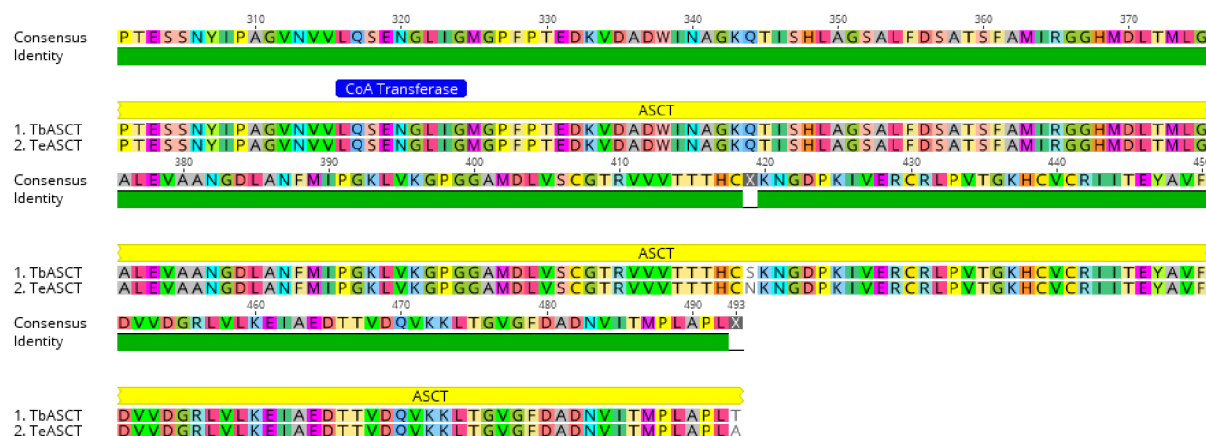 310 320 330 340 350 360 370
Consensus PTESSNYIPAGVNVVLQSENGLIGMGPFPTEDKVDADWINAGKQTISHLAGSALFDSATSFAMIRGGHMDLTMLG
Identity
CoA Transferase
ASCT
1. TbASCT PTESSNYIPAGVNVVLQSENGLIGMGPFPTEDKVDADWINAGKQTISHLAGSALFDSATSFAMIRGGHMDLTMLG
2. TeASCT PTESSNYIPAGVNVVLQSENGLIGMGPFPTEDKVDADWINAGKQTISHLAGSALFDSATSFAMIRGGHMDLTMLG
380 390 400 410 420 430 440 450
Consensus ALEVAANGDLANFMIPGKLVKGPGGAMDLVSCGTRVVVTTTHCXKNGDPKIVERCRLPVTGKHCVCRIITEYAVF
Identity
ASCT
1. TbASCT ALEVAANGDLANFMIPGKLVKGPGGAMDLVSCGTRVVVTTTHCSKNGDPKIVERCRLPVTGKHCVCRIITEYAVF
2. TeASCT ALEVAANGDLANFMIPGKLVKGPGGAMDLVSCGTRVVVTTTHCNKNGDPKIVERCRLPVTGKHCVCRIITEYAVF
460 470 480 490 493
Consensus DVVDGRLVLKEIAEDTTVDQVKKLTGVGFDADNVITMPLAPLX
Identity
ASCT
1. TbASCT DVVDGRLVLKEIAEDTTVDQVKKLTGVGFDADNVITMPLAPLT
2. TeASCT DVVDGRLVLKEIAEDTTVDQVKKLTGVGFDADNVITMPLAPLA